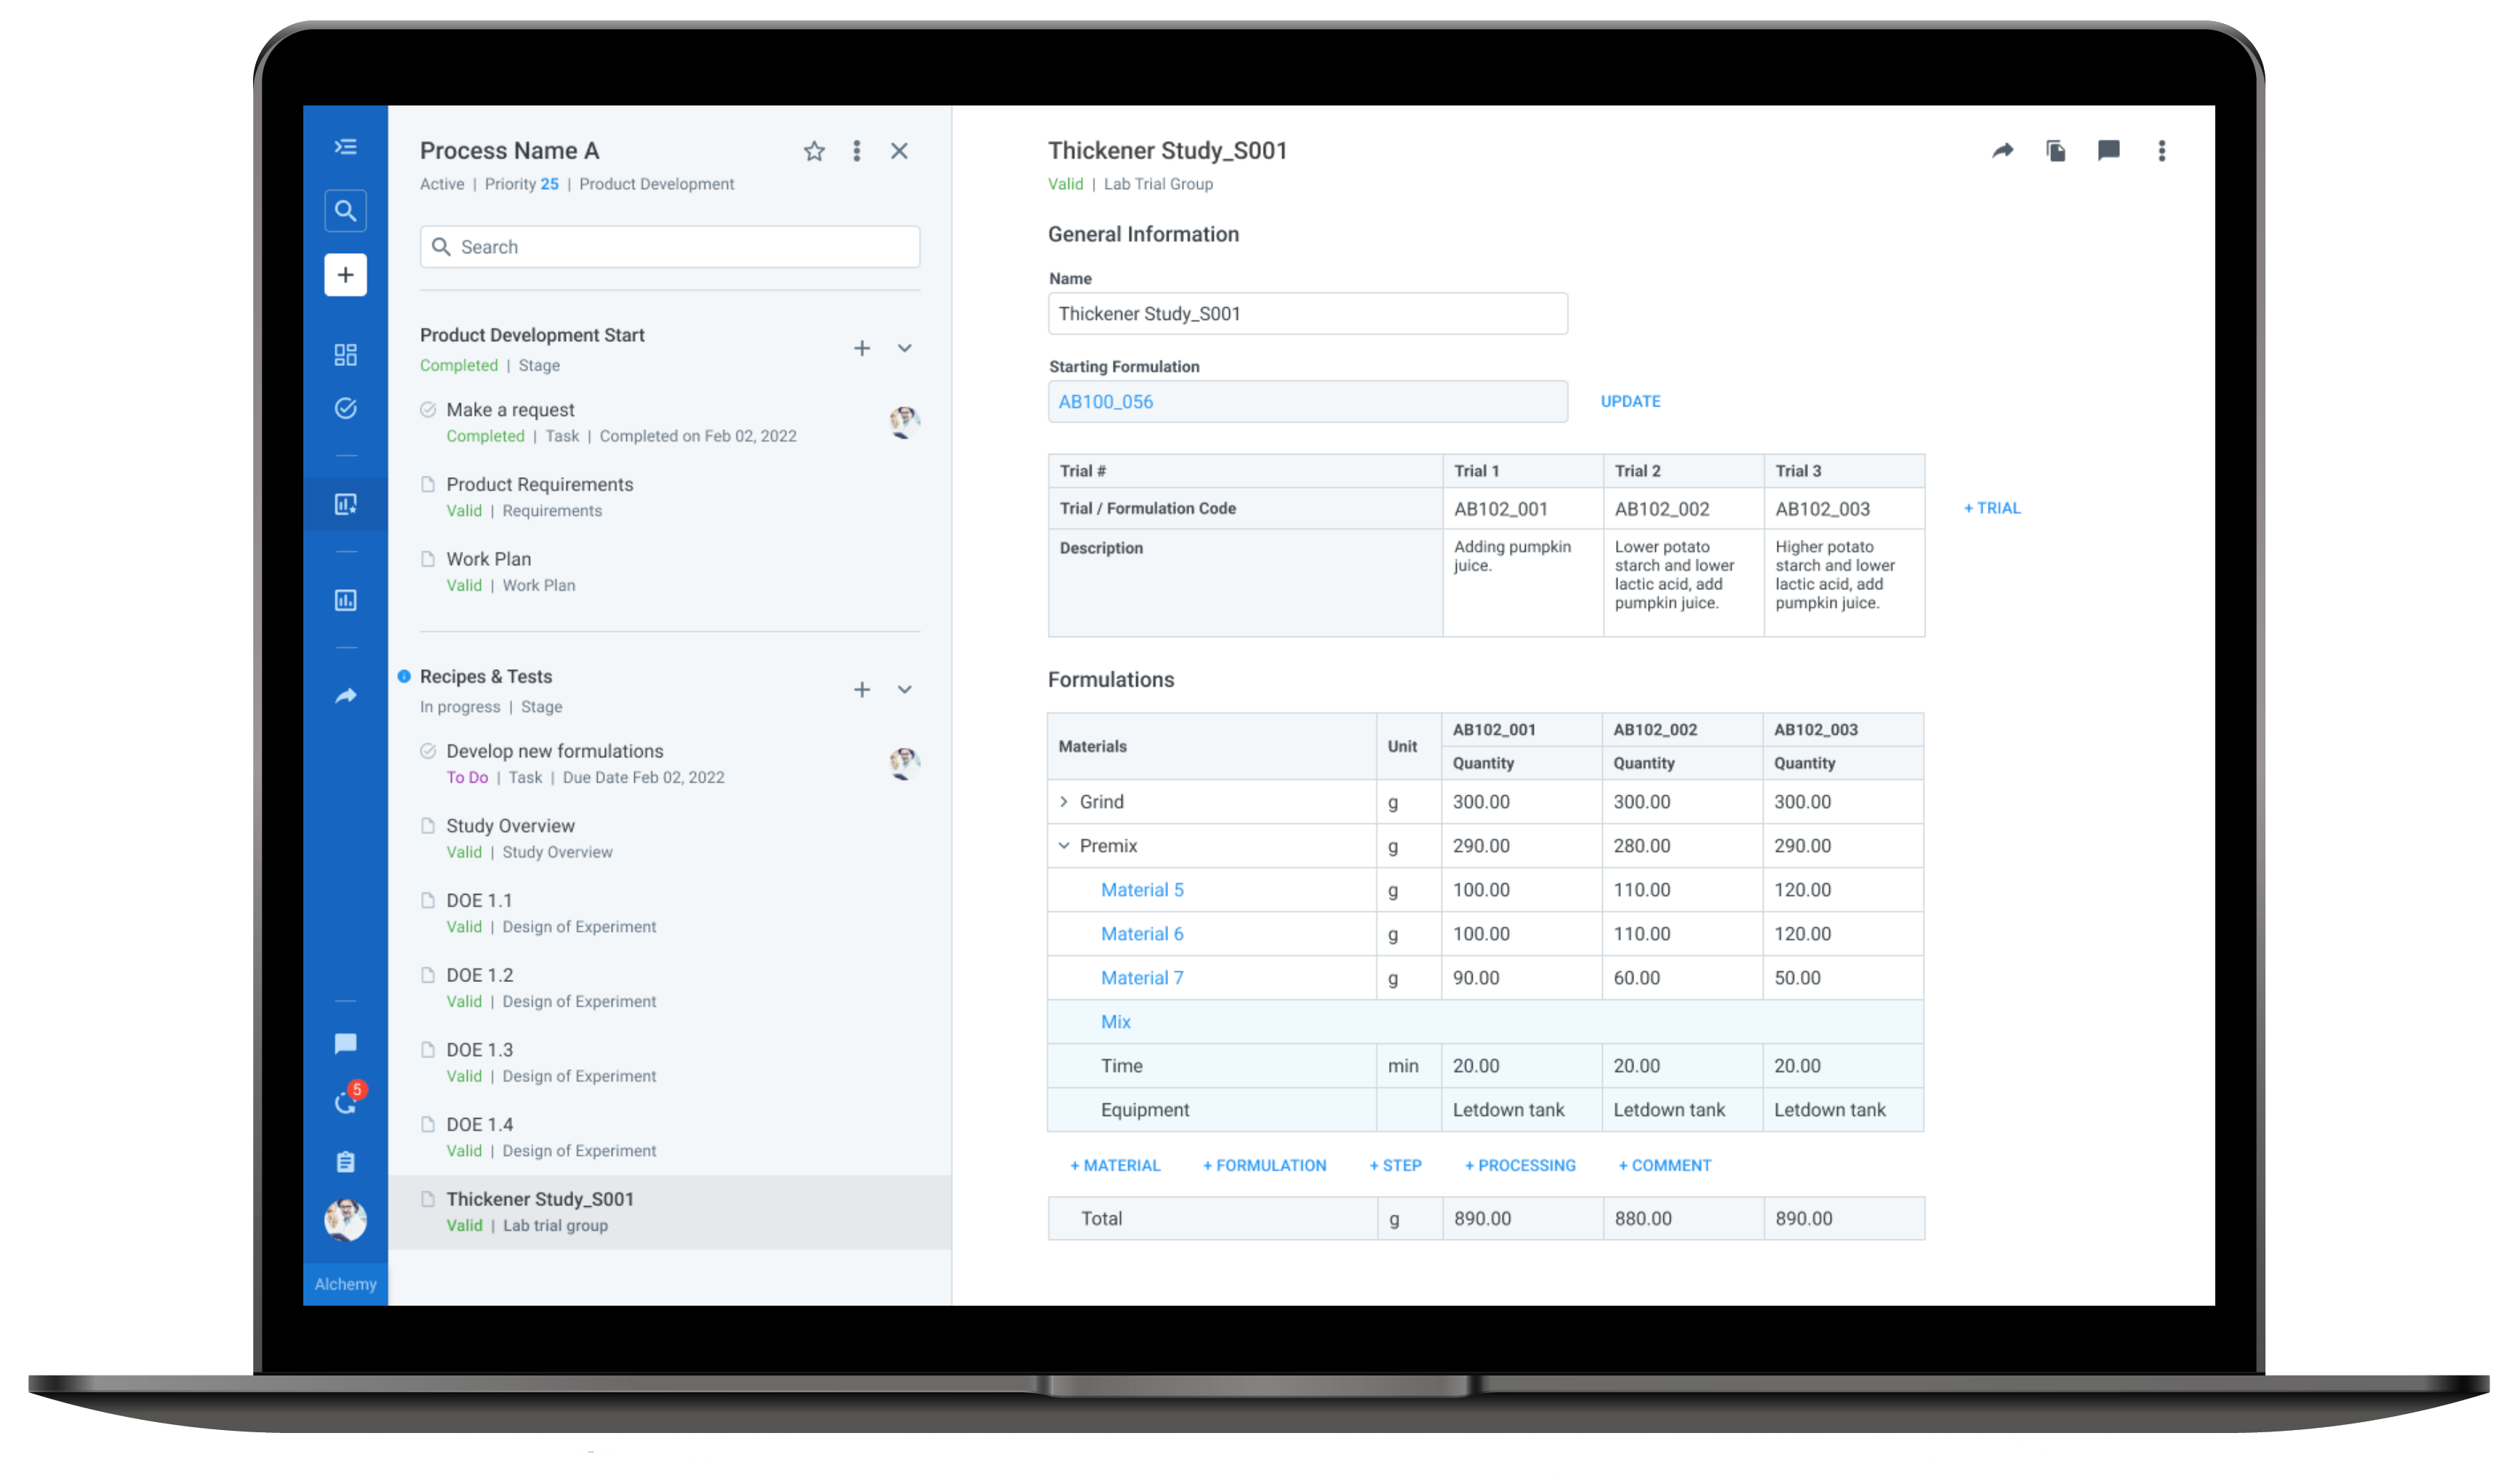 Process Name A
Active | Priority 25 | Product Development
Search
Product Development Start
Completed | Stage
Make a request
Completed | Task | Completed on Feb 02, 2022
Product Requirements
Valid | Requirements
Work Plan
Valid | Work Plan
Recipes & Tests
In progress | Stage
Develop new formulations
To Do | Task | Due Date Feb 02, 2022
Study Overview
Valid | Study Overview
DOE 1.1
Valid | Design of Experiment
DOE 1.2
Valid | Design of Experiment
DOE 1.3
Valid | Design of Experiment
DOE 1.4
Valid | Design of Experiment
Thickener Study_S001
Valid | Lab trial group
5
Alchemy
Thickener Study_S001
Valid | Lab Trial Group
General Information
Name
Thickener Study_S001
Starting Formulation
AB100_056 UPDATE
Trial # Trial 1 Trial 2 Trial 3
Trial / Formulation Code AB102_001 AB102_002 AB102_003 + TRIAL
Description
Adding pumpkin
juice.
Lower potato
starch and lower
lactic acid, add
pumpkin juice.
Higher potato
starch and lower
lactic acid, add
pumpkin juice.
Formulations
Materials Unit AB102_001 AB102_002 AB102_003
Quantity Quantity Quantity
Grind g 300.00 300.00 300.00
Premix g 290.00 280.00 290.00
Material 5 g 100.00 110.00 120.00
Material 6 g 100.00 110.00 120.00
Material 7 g 90.00 60.00 50.00
Mix
Time min 20.00 20.00 20.00
Equipment Letdown tank Letdown tank Letdown tank
+ MATERIAL + FORMULATION + STEP + PROCESSING + COMMENT
Total g 890.00 880.00 890.00